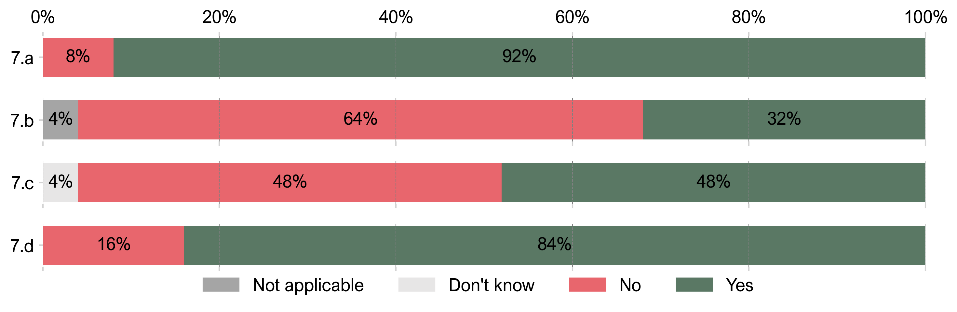 0% 20% 40% 60% 80% 100%
7.a 8% 92%
7.b 4% 64% 32%
7.c 4% 48% 48%
7.d 16% 84%
Not applicable Don't know No Yes